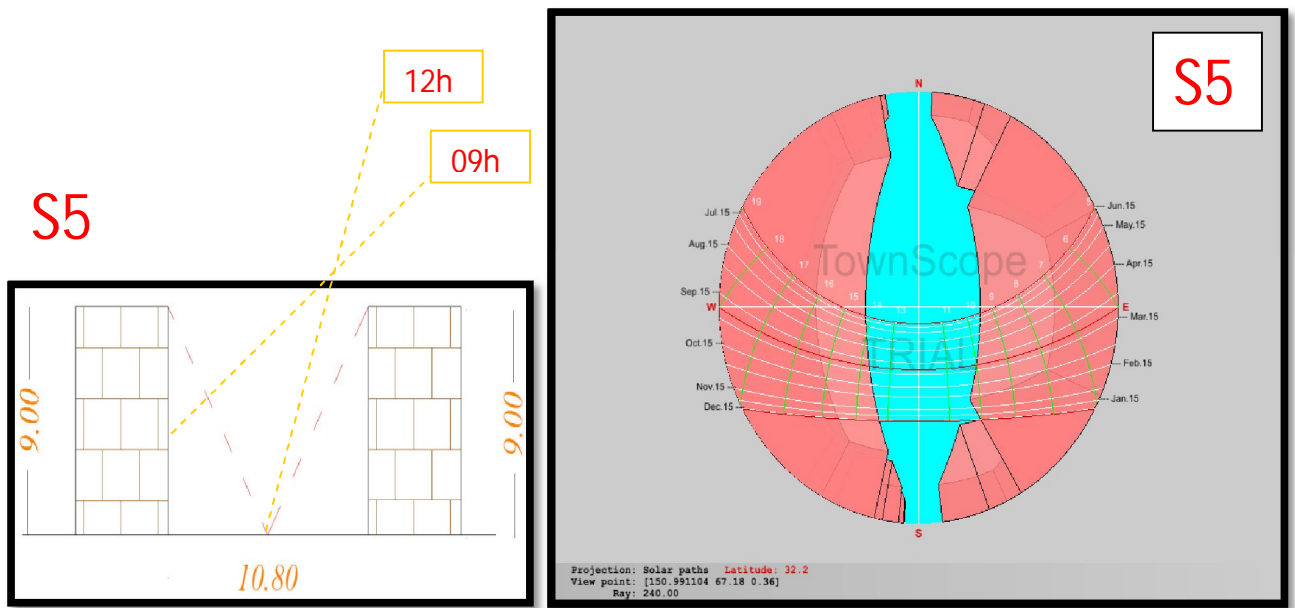 12h
09h
S5
9.00
9.00
10.80
S5
N
19
5
Jul.15
Jun.15
May.15
Aug.15
18
6
TownScope
Apr.15
17
7
Sep.15
16
8
W
15
14
13
11
10
9
E
Mar.15
Oct.15
TRIAL
Feb.15
Nov.15
Jan.15
Dec.15
S
Projection: Solar paths Latitude: 32.2
View point: [150.991104 67.18 0.36]
Ray: 240.00